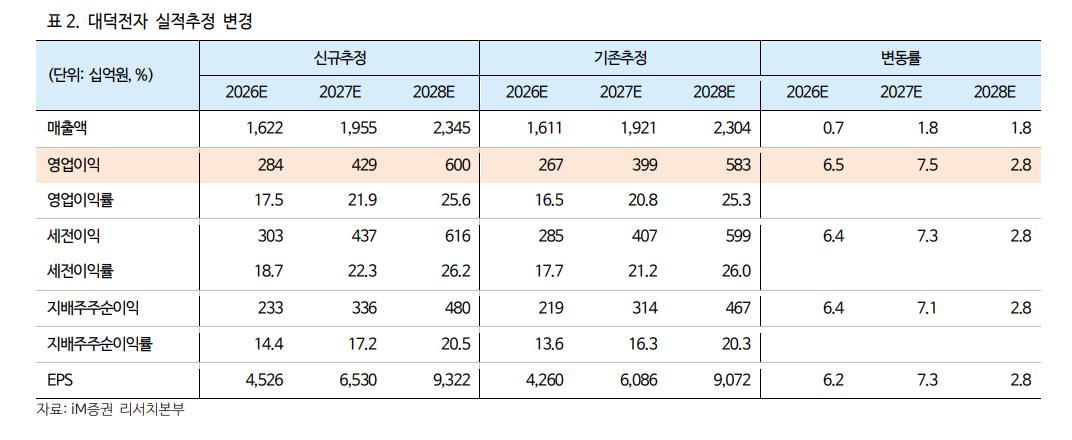 표 2. 대덕전자 실적추정 변경
(단위: 십억원, %) 신규추정 기존추정 변동률
2026E 2027E 2028E 2026E 2027E 2028E 2026E 2027E 2028E
매출액 1,622 1,955 2,345 1,611 1,921 2,304 0.7 1.8 1.8
영업이익 284 429 600 267 399 583 6.5 7.5 2.8
영업이익률 17.5 21.9 25.6 16.5 20.8 25.3
세전이익 303 437 616 285 407 599 6.4 7.3 2.8
세전이익률 18.7 22.3 26.2 17.7 21.2 26.0
지배주주순이익 233 336 480 219 314 467 6.4 7.1 2.8
지배주주순이익률 14.4 17.2 20.5 13.6 16.3 20.3
EPS 4,526 6,530 9,322 4,260 6,086 9,072 6.2 7.3 2.8
자료: iM증권 리서치본부